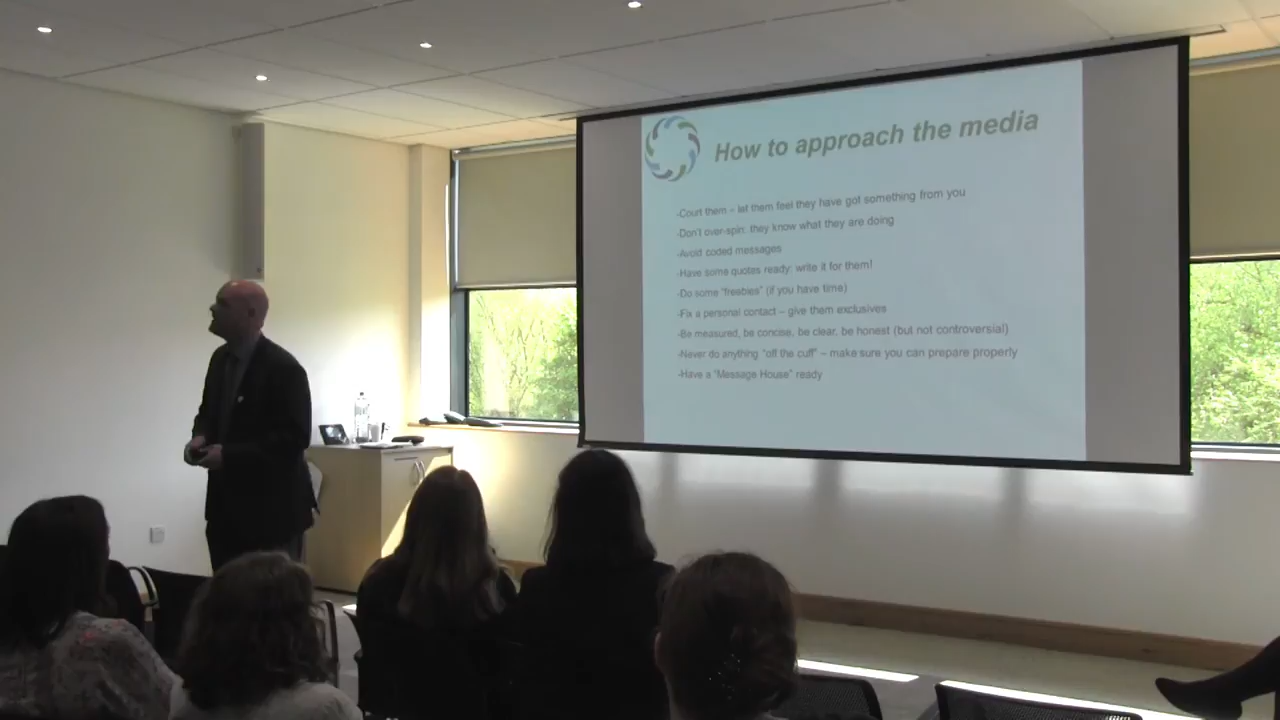 How to approach the media
-Court them – let them feel they have got something from you
-Don't over-spin: they know what they are doing
-Avoid coded messages
-Have some quotes ready: write it for them!
-Do some "freebies" (if you have time)
-Fix a personal contact – give them exclusives
-Be measured, be concise, be clear, be honest (but not controversial)
-Never do anything "off the cuff" – make sure you can prepare properly
-Have a "Message House" ready